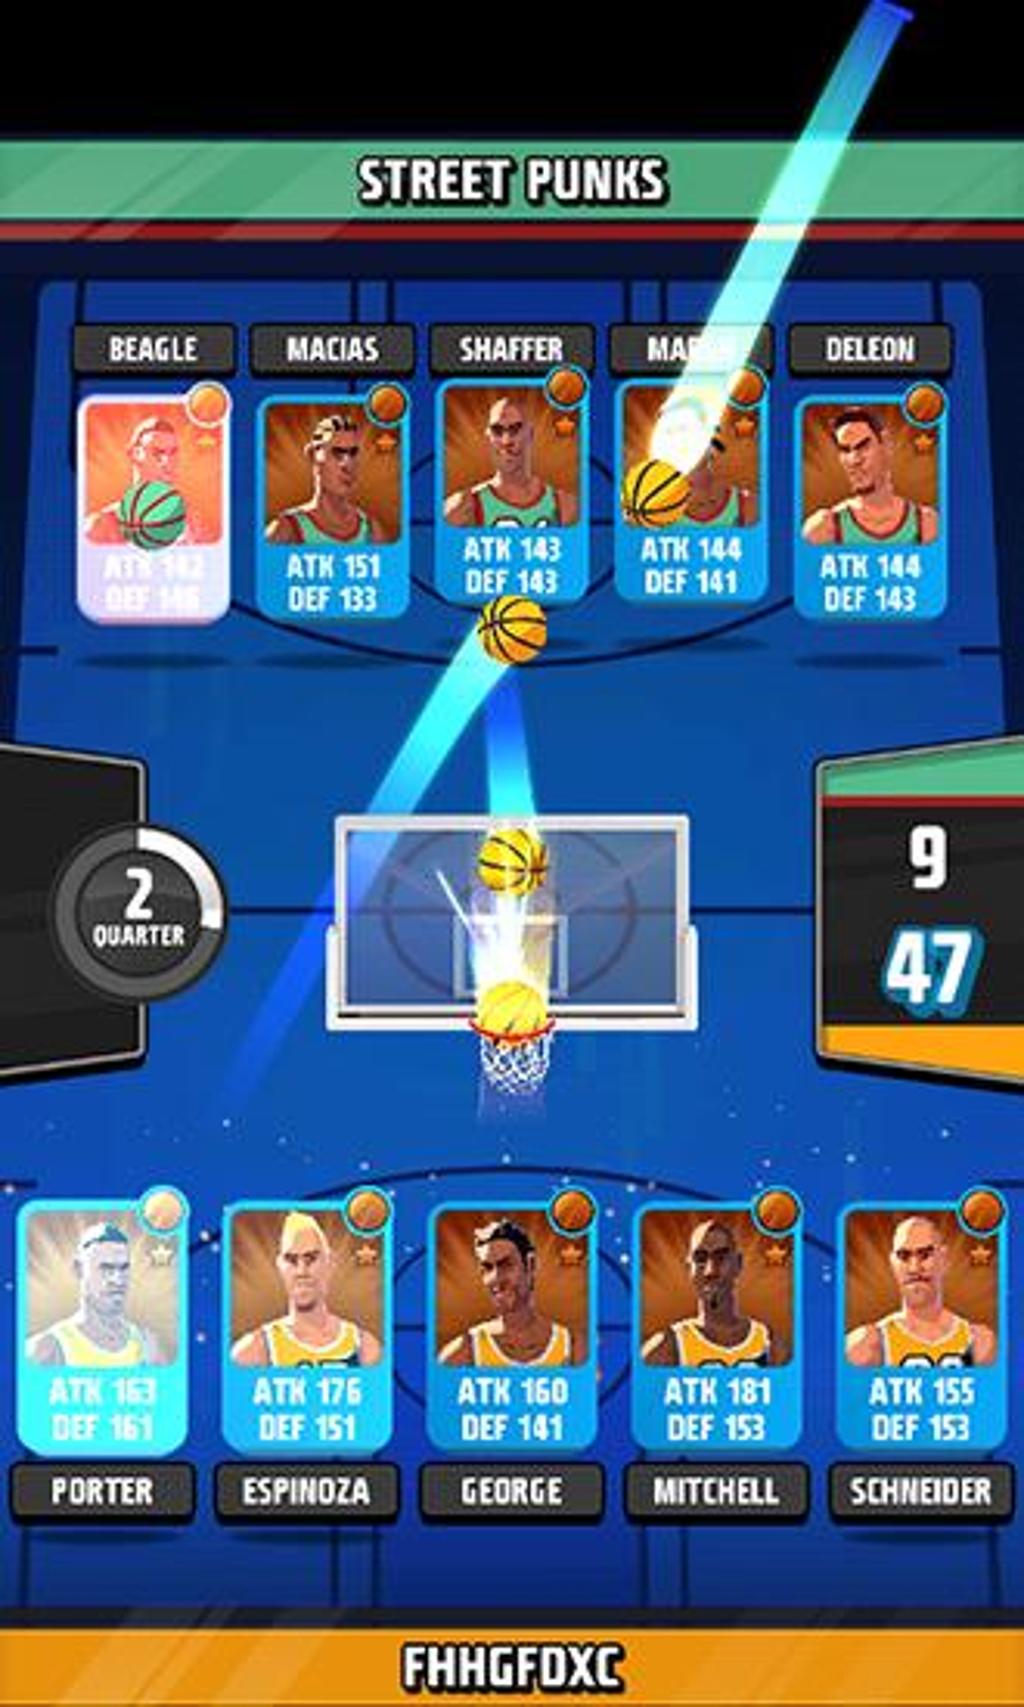 STREET PUNKS
BEAGLE MACIAS SHAFFER DELEON
ATK 142 ATK 151 ATK 143 ATK 144 ATK 144
DEF 146 DEF 133 DEF 143 DEF 141 DEF 143
9
2
QUARTER
47
ATK 163 ATK 176 ATK 160 ATK 181 ATK 155
DEF 161 DEF 151 DEF 141 DEF 153 DEF 153
PORTER ESPINOZA GEORGE MITCHELL SCHNEIDER
FHHGFDXC